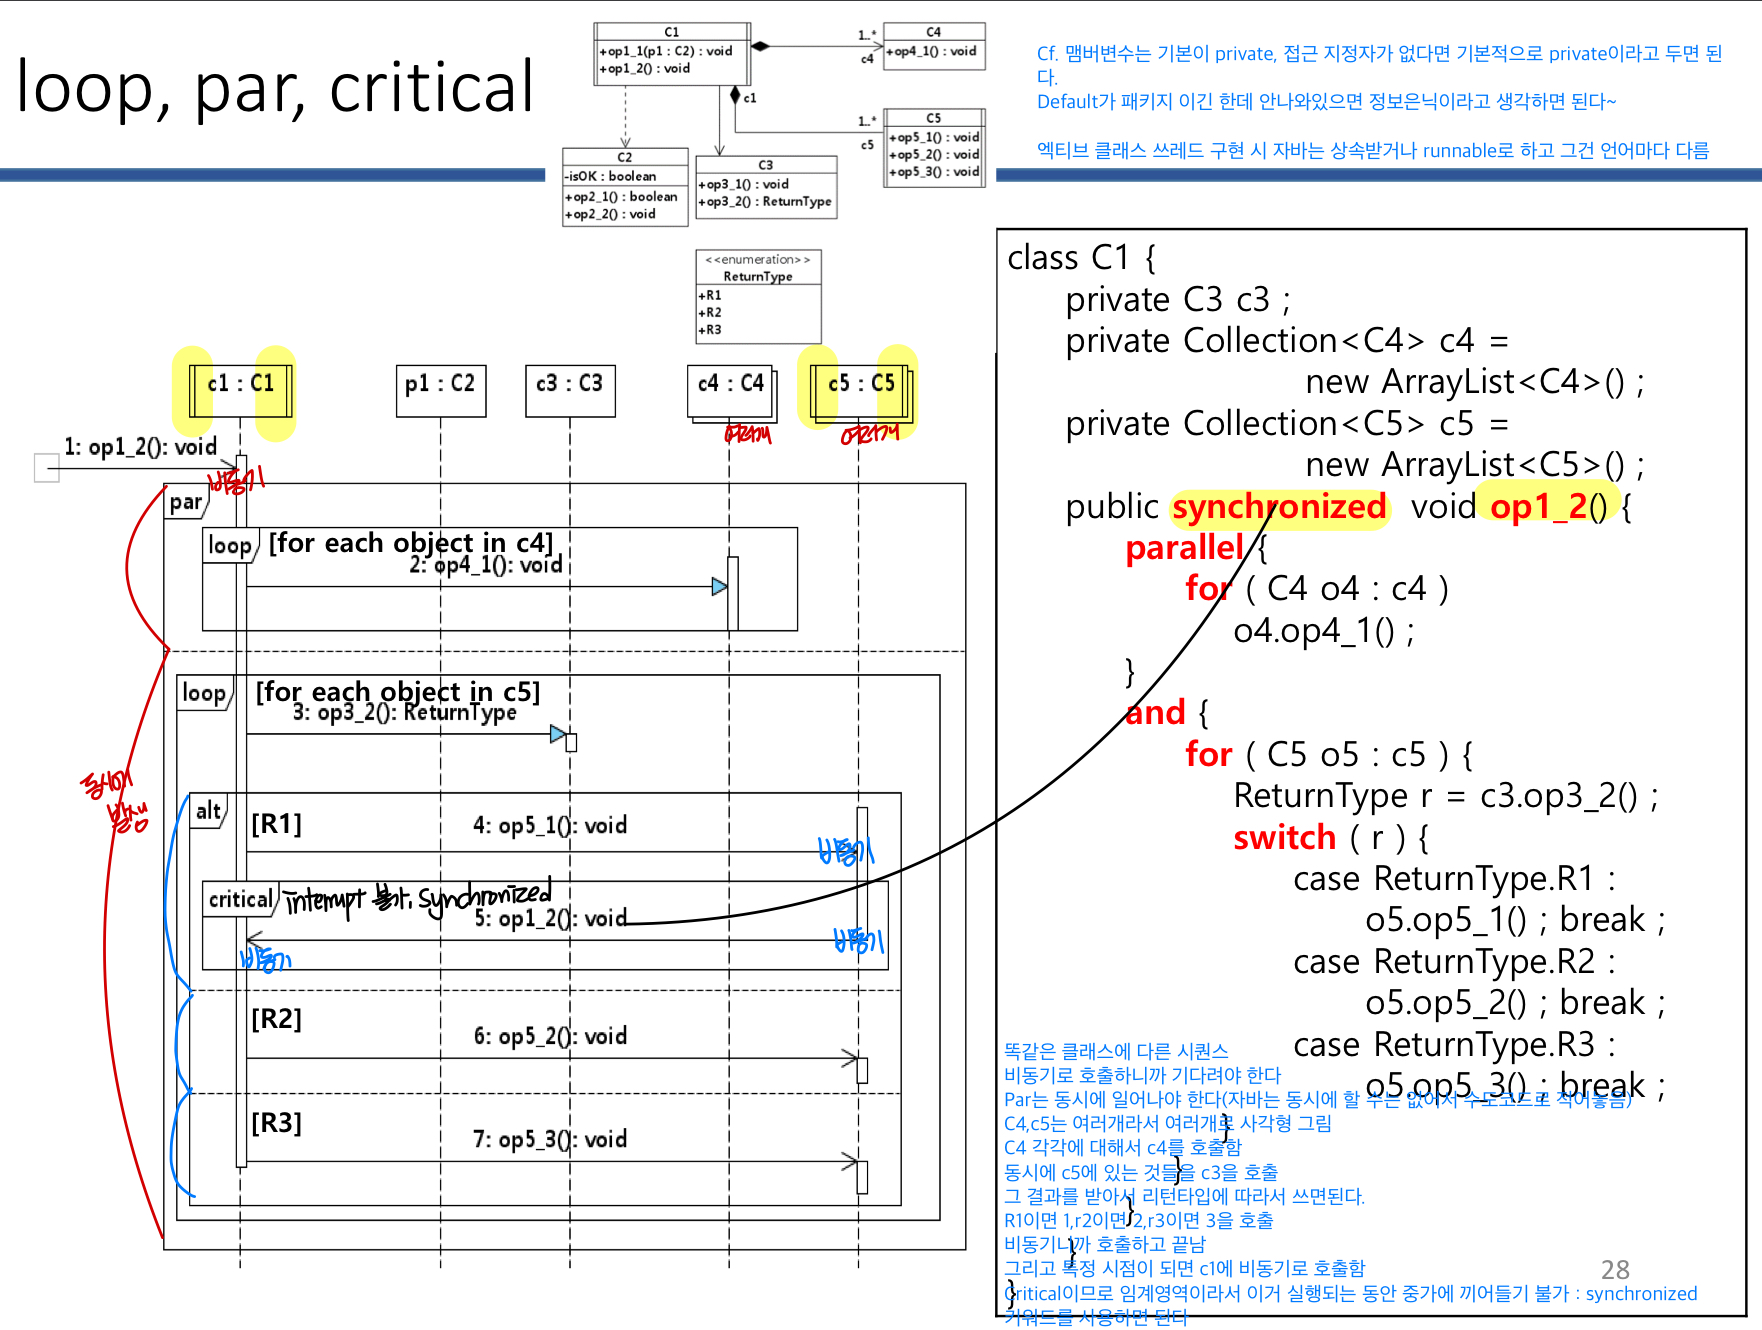 loop, par, critical
C1
+op1_1(p1 : C2) : void
+op1_2() : void
1..*
c4
C4
+op4_1() : void
c1
1..*
c5
C5
+op5_1() : void
+op5_2() : void
+op5_3() : void
C2
-isOK : boolean
+op2_1() : boolean
+op2_2() : void
C3
+op3_1() : void
+op3_2() : ReturnType
<<enumeration>>
ReturnType
+R1
+R2
+R3
Cf. 맴버변수는 기본이 private, 접근 지정자가 없다면 기본적으로 private이라고 두면 된
다.
Default가 패키지 이긴 한데 안나와있으면 정보은닉이라고 생각하면 된다~
엑티브 클래스 쓰레드 구현 시 자바는 상속받거나 runnable로 하고 그건 언어마다 다름
c1 : C1
p1 : C2
c3 : C3
c4 : C4
c5 : C5
여러개
여러개
1: op1_2(): void
비동기
par
loop
[for each object in c4]
2: op4_1(): void
loop
[for each object in c5]
3: op3_2(): ReturnType
동시에
발생
alt
[R1]
4: op5_1(): void
비동기
critical
interrupt 불가. synchronized
5: op1_2(): void
비동기
비동기
[R2]
6: op5_2(): void
[R3]
7: op5_3(): void
class C1 {
private C3 c3 ;
private Collection<C4> c4 =
new ArrayList<C4>() ;
private Collection<C5> c5 =
new ArrayList<C5>() ;
public synchronized void op1_2() {
parallel {
for ( C4 o4 : c4 )
o4.op4_1() ;
}
and {
for ( C5 o5 : c5 ) {
ReturnType r = c3.op3_2() ;
switch ( r ) {
case ReturnType.R1 :
o5.op5_1() ; break ;
case ReturnType.R2 :
o5.op5_2() ; break ;
case ReturnType.R3 :
o5.op5_3() ; break ;
}
}
}
}
}
똑같은 클래스에 다른 시퀀스
비동기로 호출하니까 기다려야 한다
Par는 동시에 일어나야 한다(자바는 동시에 할 수는 없어서 수도코드로 적어놓음)
C4,c5는 여러개라서 여러개로 사각형 그림
C4 각각에 대해서 c4를 호출함
동시에 c5에 있는 것들을 c3을 호출
그 결과를 받아서 리턴타입에 따라서 쓰면된다.
R1이면 1,r2이면 2,r3이면 3을 호출
비동기니까 호출하고 끝남
그리고 특정 시점이 되면 c1에 비동기로 호출함
Critical이므로 임계영역이라서 이거 실행되는 동안 중가에 끼어들기 불가 : synchronized
키워드를 사용하면 된다
28